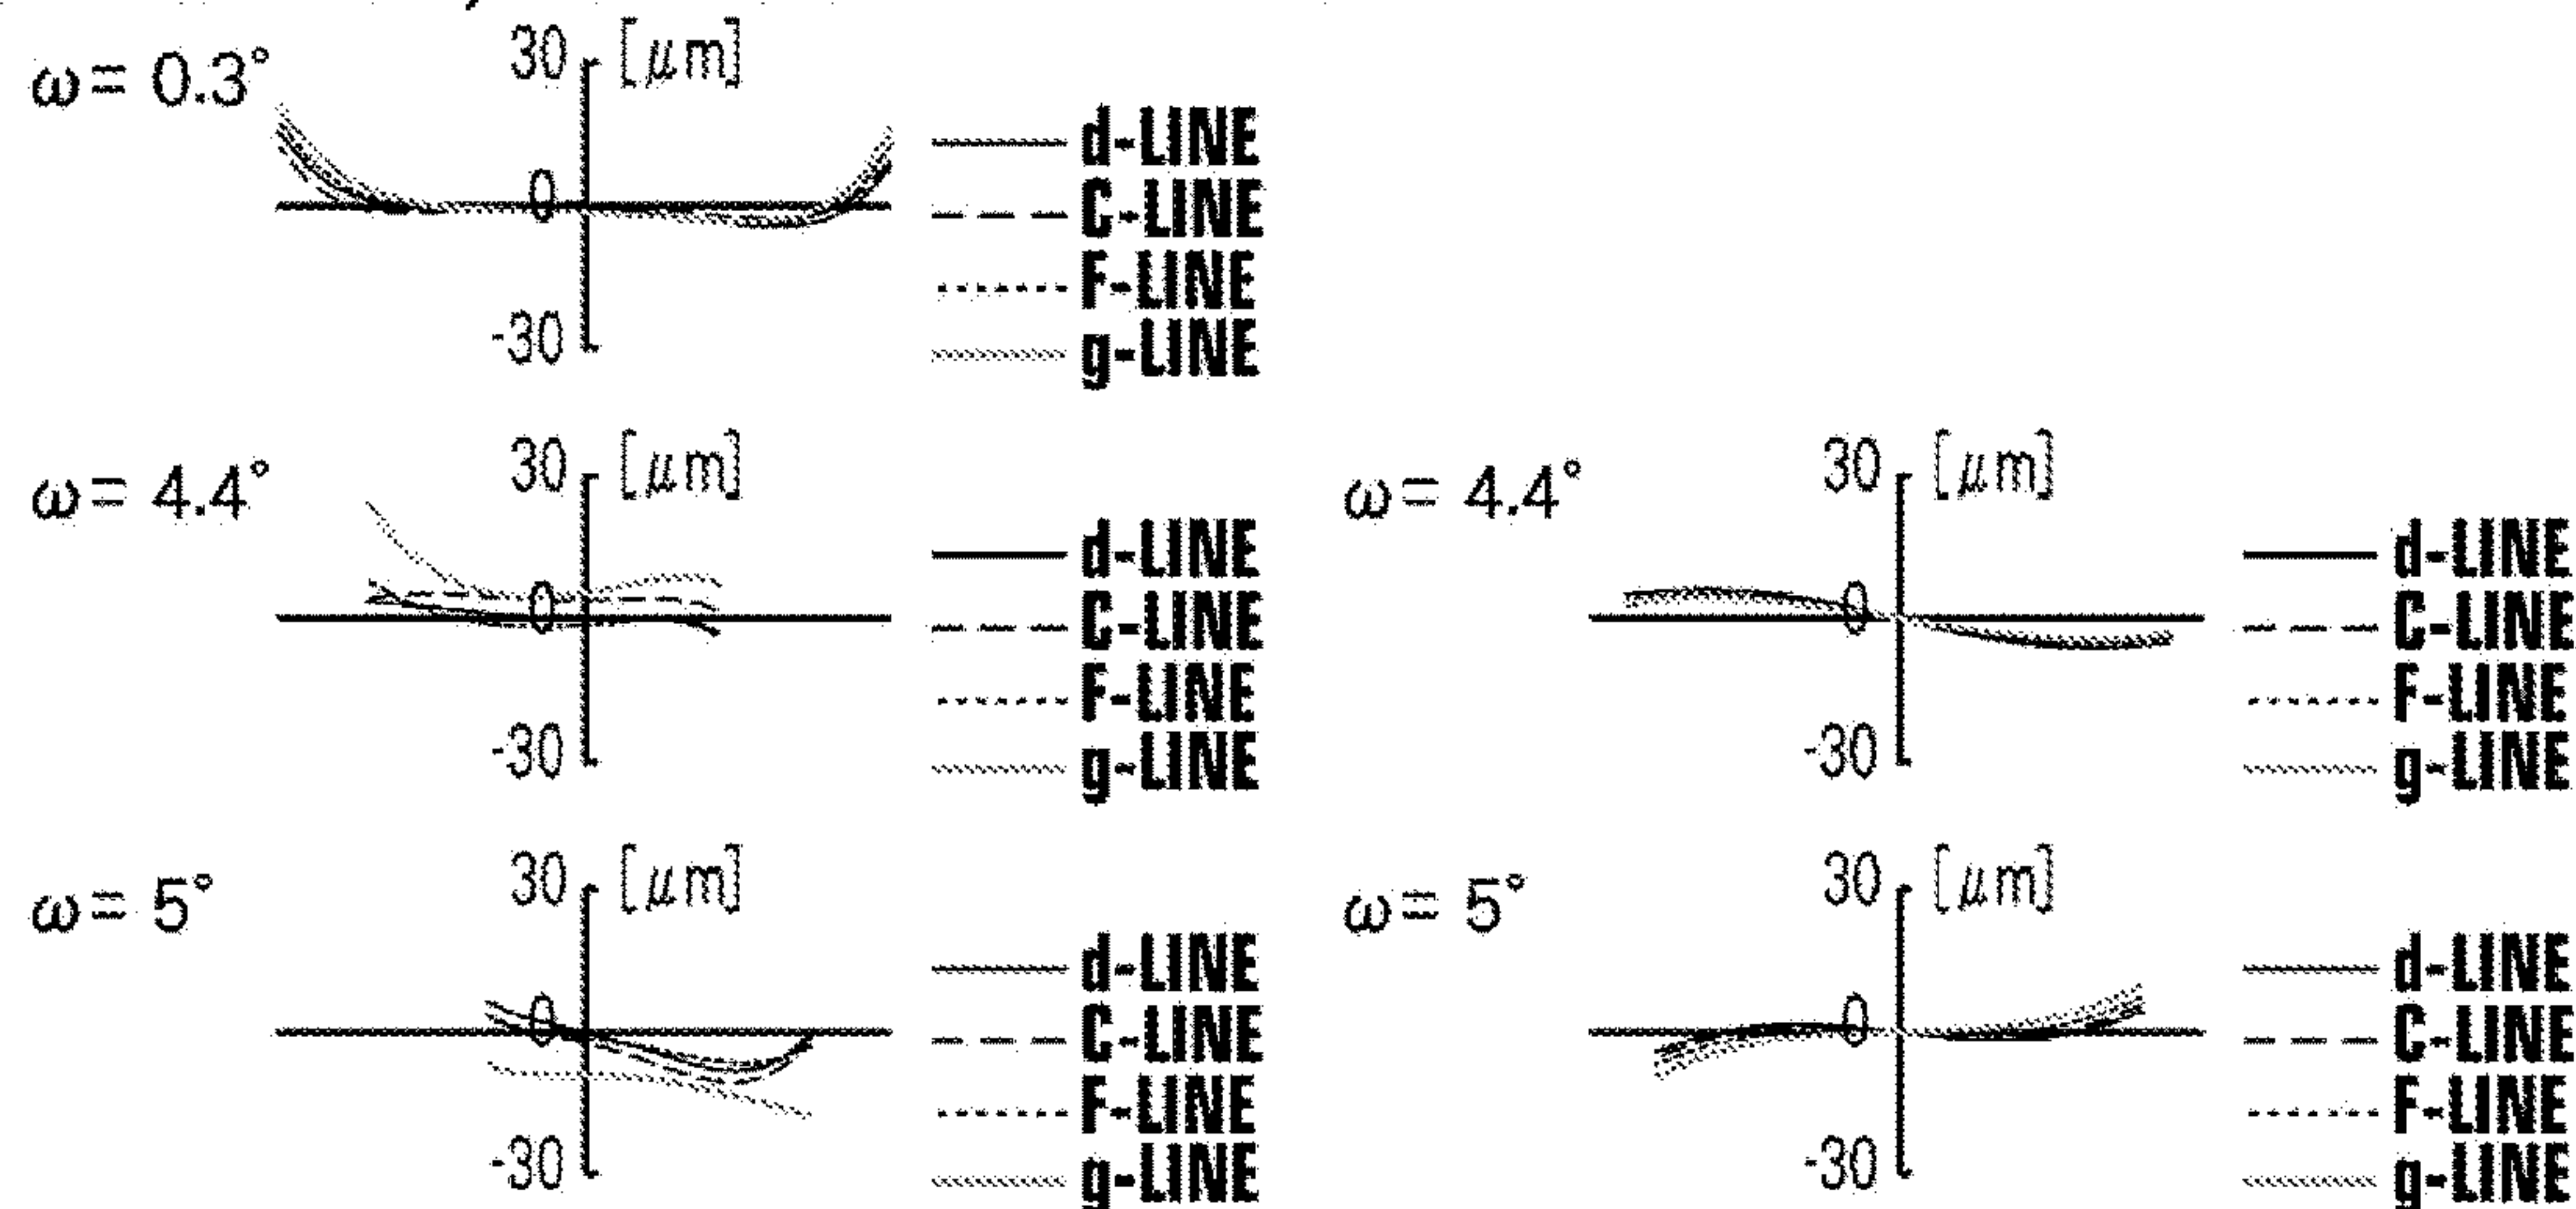 ω = 0.3°
30 [μm]
0
-30
d-LINE
C-LINE
F-LINE
g-LINE
ω = 4.4°
30 [μm]
0
-30
d-LINE
C-LINE
F-LINE
g-LINE
ω = 4.4°
30 [μm]
0
-30
d-LINE
C-LINE
F-LINE
g-LINE
ω = 5°
30 [μm]
0
-30
d-LINE
C-LINE
F-LINE
g-LINE
ω = 5°
30 [μm]
0
-30
d-LINE
C-LINE
F-LINE
g-LINE